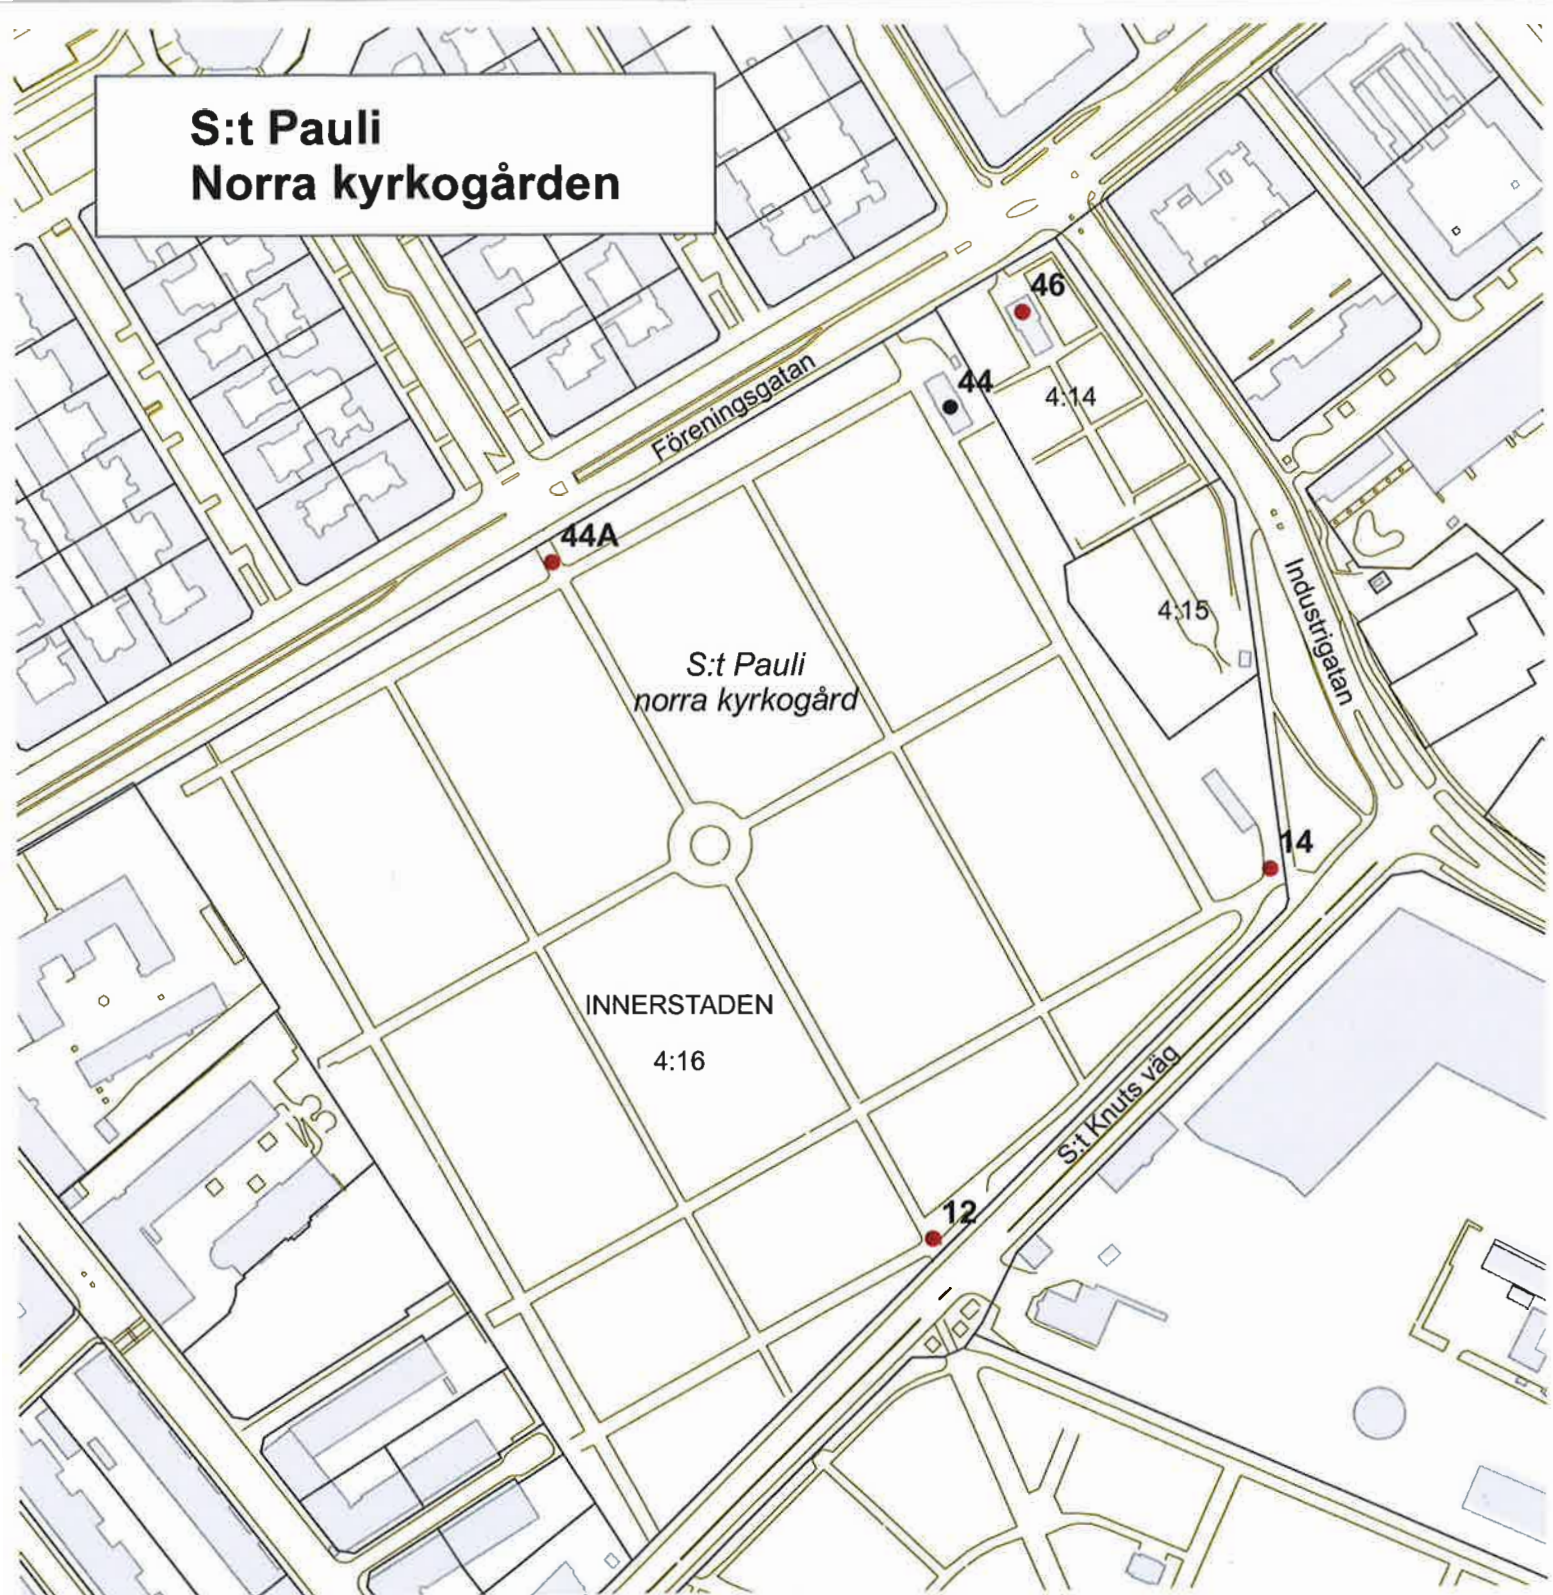 S:t Pauli
Norra kyrkogården
46
44
4:14
Föreningsgatan
44A
4:15
Industrigatan
S:t Pauli
norra kyrkogård
14
INNERSTADEN
4:16
S:t Knuts väg
12